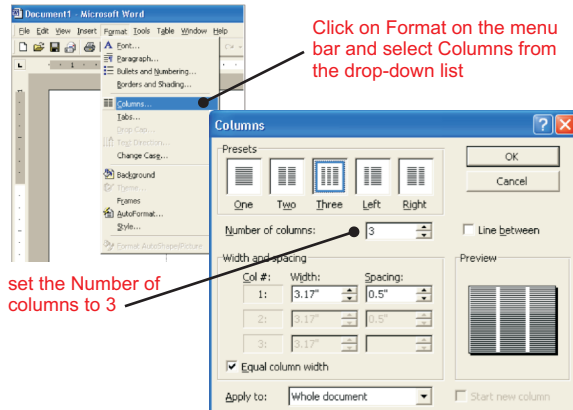 Document1 - Microsoft Word
File Edit View Insert Format Tools Table Window Help
Font...
Paragraph...
Bullets and Numbering...
Borders and Shading...
Columns...
Tabs...
Drop Cap...
Text Direction...
Change Case...
Background
Theme...
Frames
AutoFormat...
Style...
Format AutoShape/Picture
Click on Format on the menu
bar and select Columns from
the drop-down list
set the Number of
columns to 3
Columns
Presets
OK
Cancel
One Two Three Left Right
Number of columns: 3
Line between
Width and spacing
Preview
Col #: Width: Spacing:
1: 3.17" 0.5"
2: 3.17" 0.5"
3: 3.17"
Equal column width
Apply to: Whole document
Start new column